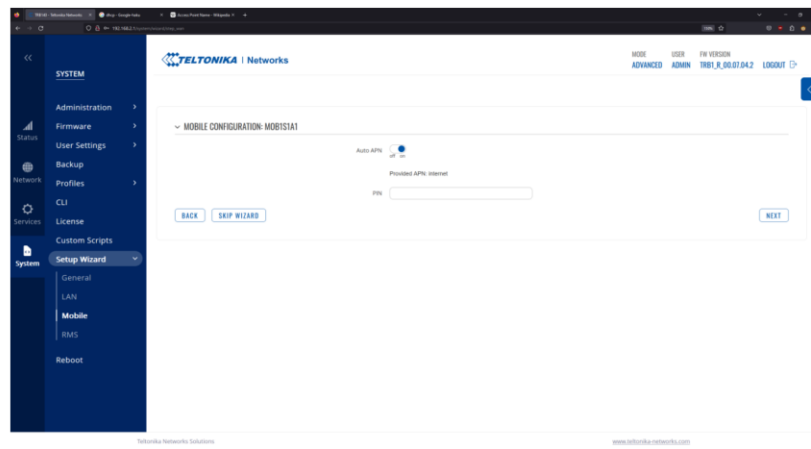 SYSTEM
Administration
Firmware
User Settings
Backup
Profiles
CLI
License
Custom Scripts
Setup Wizard
General
LAN
Mobile
RMS
Reboot
Status
Network
Services
System
TELTONIKA | Networks
MODE
ADVANCED
USER
ADMIN
FW VERSION
TRB1_R_00.07.04.2
LOGOUT
MOBILE CONFIGURATION: MOB1S1A1
Auto APN
off on
Provided APN: internet
PIN
BACK
SKIP WIZARD
NEXT
Teltonika Networks Solutions
www.teltonika-networks.com